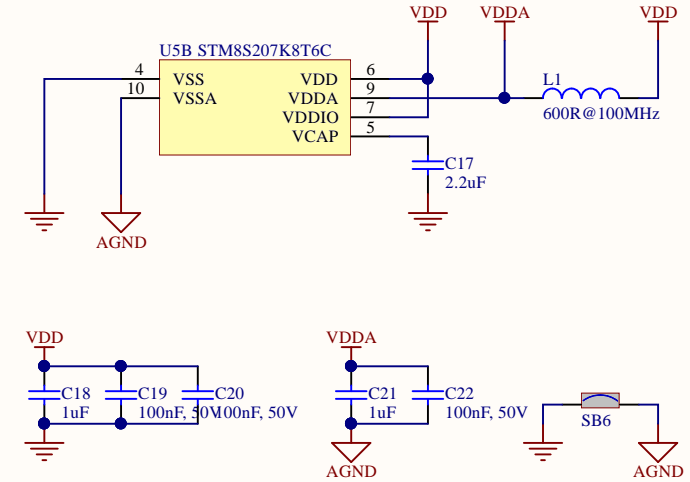 VDD VDDA VDD
U5B STM8S207K8T6C
4 VSS VDD 6
10 VSSA VDDA 9
VDDIO 7
VCAP 5
L1
600R@100MHz
C17
2.2uF
AGND
VDD VDDA
C18 C19 C20 C21 C22
1uF 100nF, 50V 100nF, 50V 1uF 100nF, 50V
SB6
AGND AGND